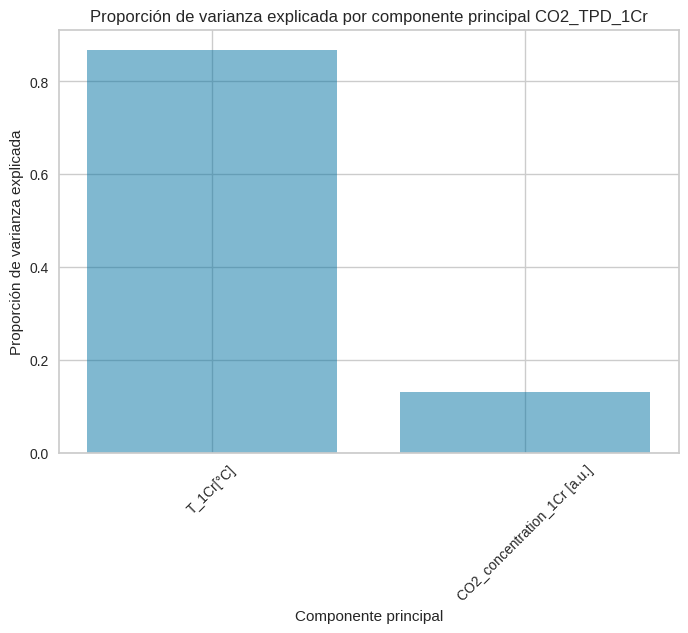 Proporción de varianza explicada por componente principal CO2_TPD_1Cr
Proporción de varianza explicada
0.8
0.6
0.4
0.2
0.0
T_1Cr[°C]
CO2_concentration_1Cr [a.u.]
Componente principal